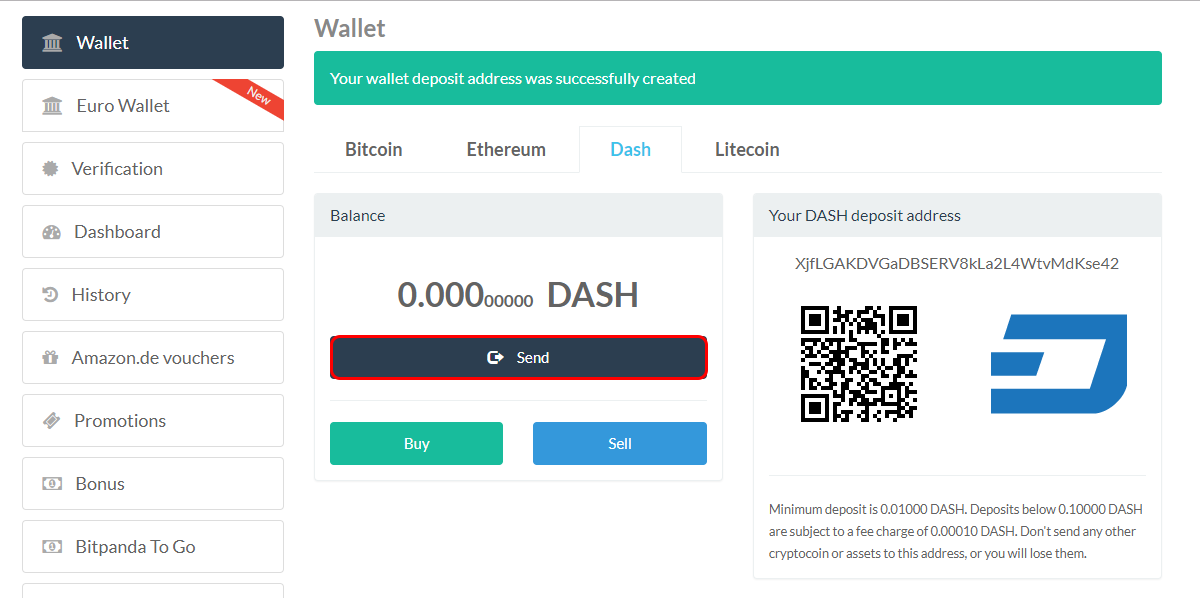 Wallet
Euro Wallet
New
Verification
Dashboard
History
Amazon.de vouchers
Promotions
Bonus
Bitpanda To Go
Wallet
Your wallet deposit address was successfully created
Bitcoin Ethereum Dash Litecoin
Balance
0.00000000 DASH
Send
Buy Sell
Your DASH deposit address
XjfLGAKDVGaDBSERV8kLa2L4WtvMdKse42
Minimum deposit is 0.01000 DASH. Deposits below 0.10000 DASH
are subject to a fee charge of 0.00010 DASH. Don't send any other
cryptocoin or assets to this address, or you will lose them.